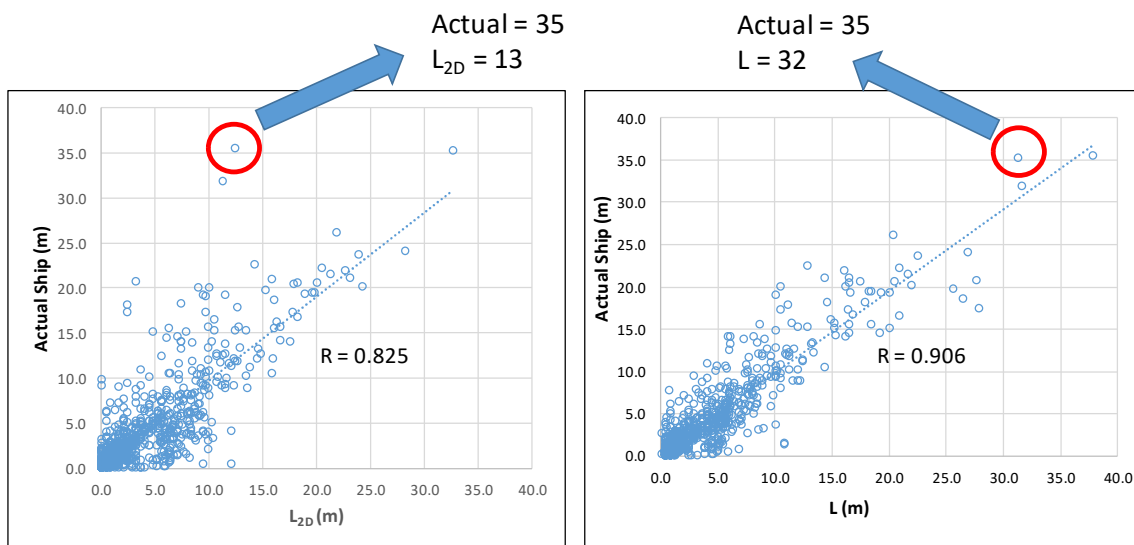 Actual = 35
L2D = 13
Actual = 35
L = 32
Actual Ship (m)
40.0
35.0
30.0
25.0
20.0
15.0
10.0
5.0
0.0
R = 0.825
0.0 5.0 10.0 15.0 20.0 25.0 30.0 35.0 40.0
L2D (m)
Actual Ship (m)
40.0
35.0
30.0
25.0
20.0
15.0
10.0
5.0
0.0
R = 0.906
0.0 5.0 10.0 15.0 20.0 25.0 30.0 35.0 40.0
L (m)